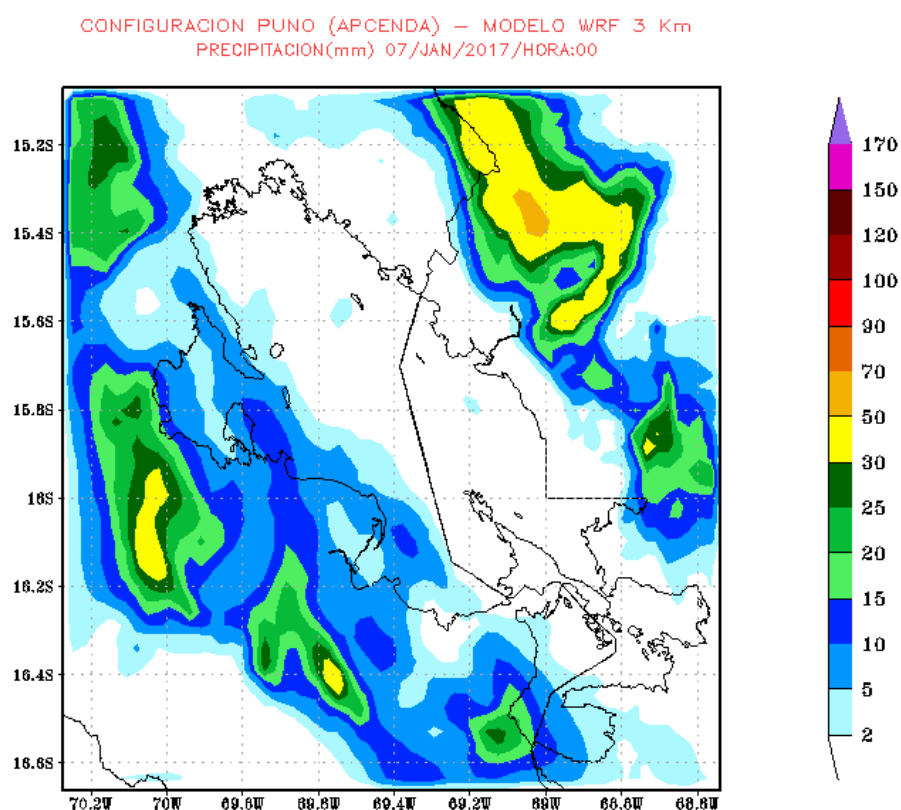 CONFIGURACION PUNO (APCENDA) – MODELO WRF 3 Km
PRECIPITACION(mm) 07/JAN/2017/HORA:00
15.2S
15.4S
15.6S
15.8S
16S
16.2S
16.4S
16.6S
70.2W 70W 69.8W 69.6W 69.4W 69.2W 69W 68.8W 68.6W
170
150
120
100
90
70
50
30
25
20
15
10
5
2